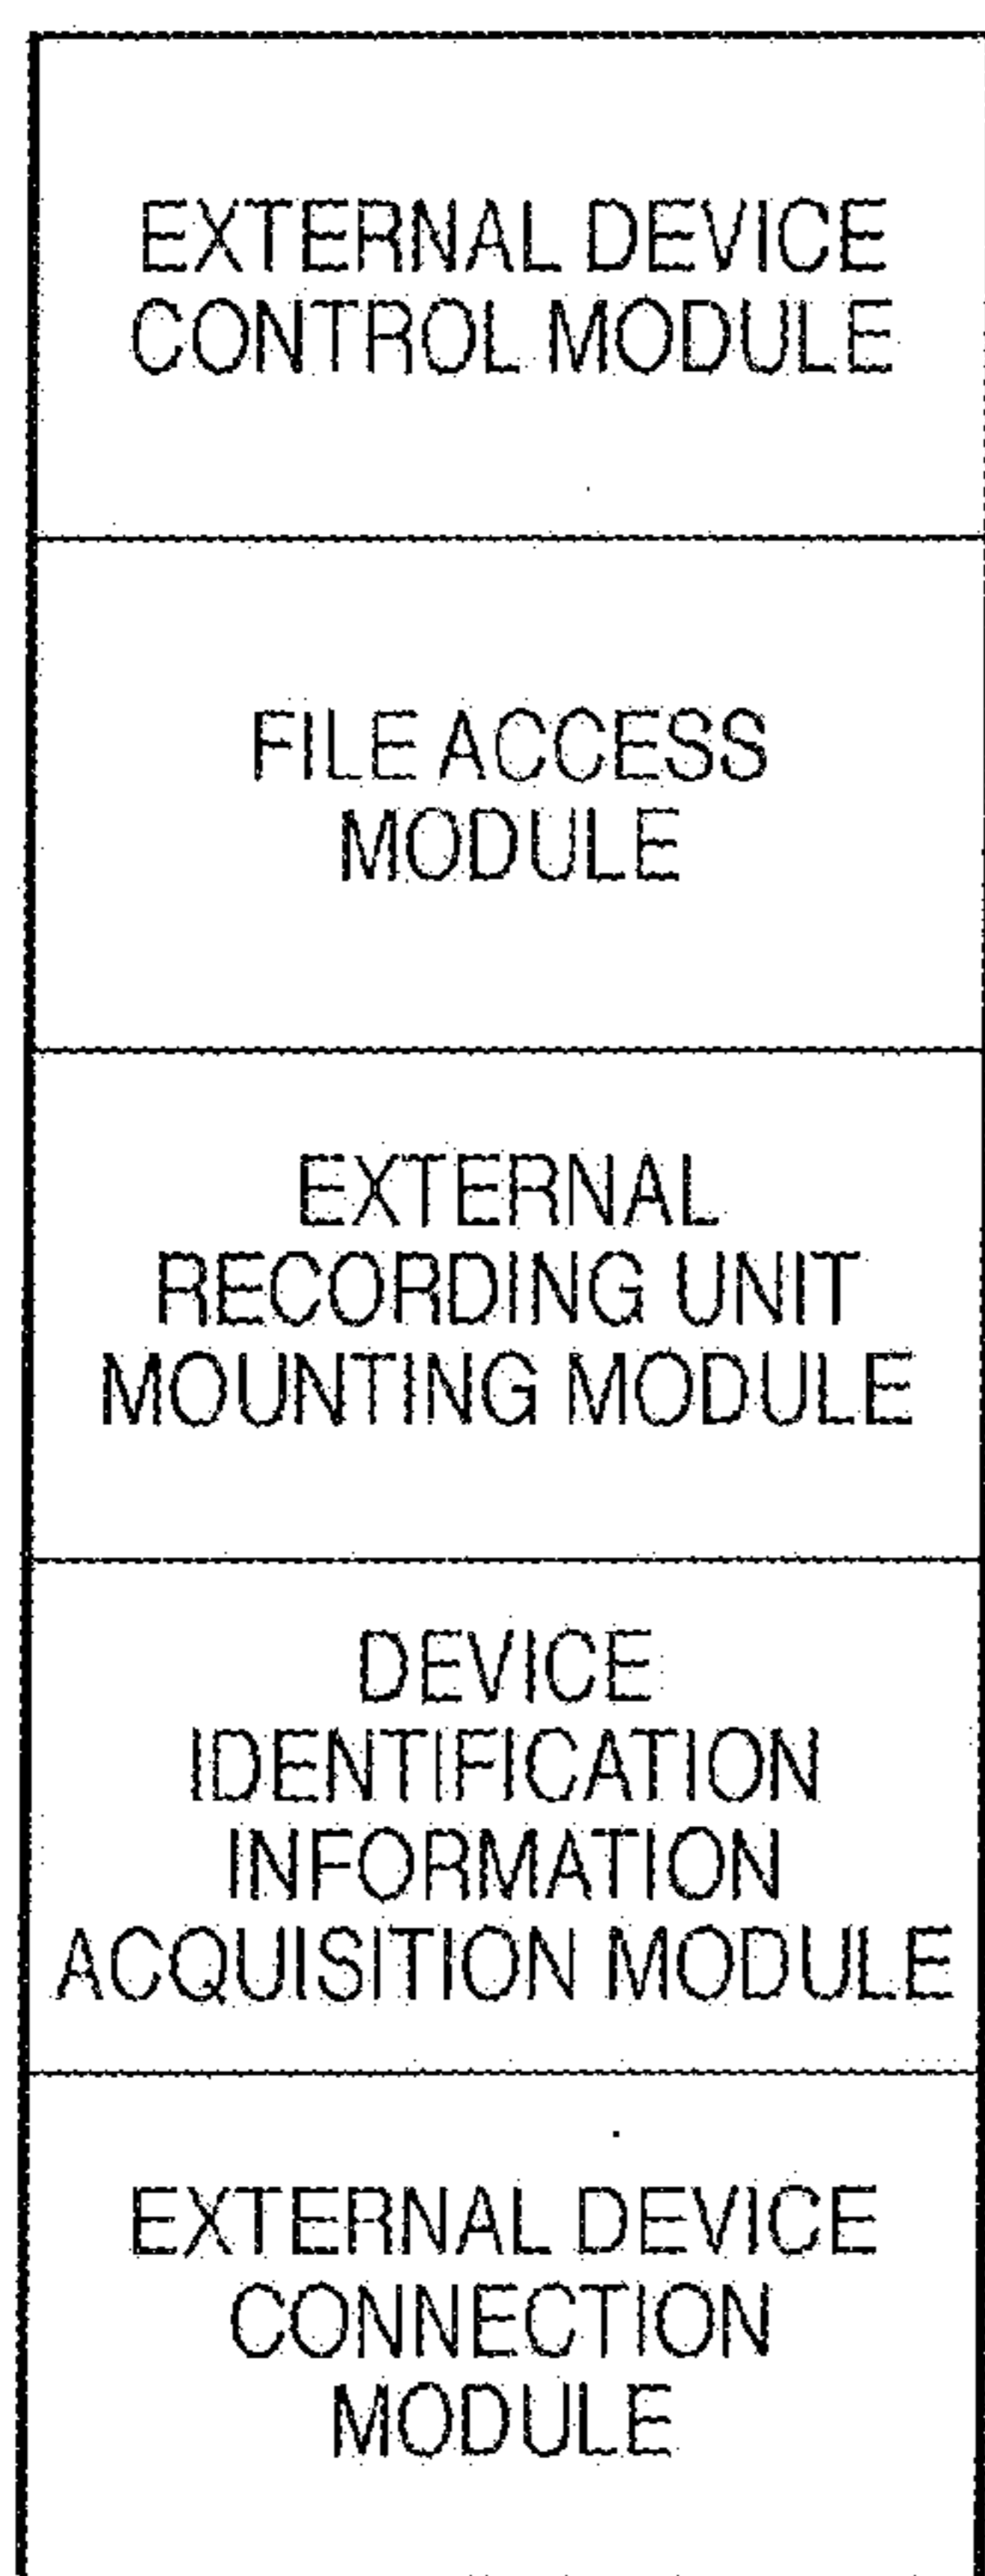 EXTERNAL DEVICE
CONTROL MODULE
FILE ACCESS
MODULE
EXTERNAL
RECORDING UNIT
MOUNTING MODULE
DEVICE
IDENTIFICATION
INFORMATION
ACQUISITION MODULE
EXTERNAL DEVICE
CONNECTION
MODULE